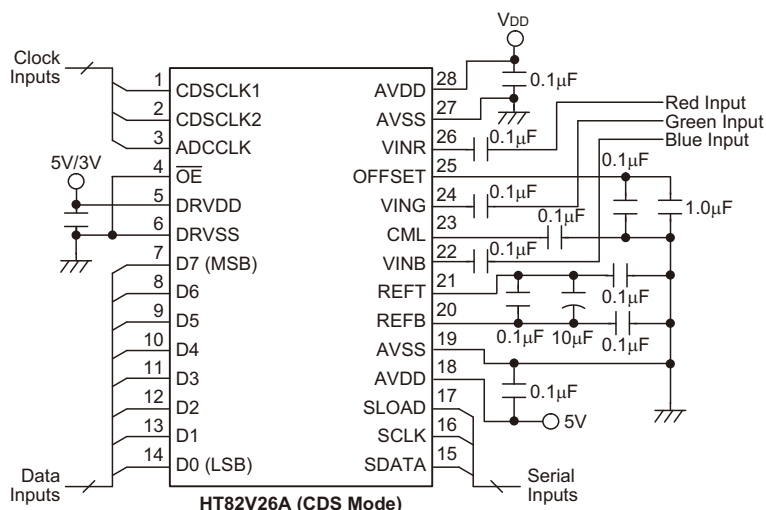 Clock
Inputs
1 CDSCLK1
2 CDSCLK2
3 ADCCLK
5V/3V
4 OE
5 DRVDD
6 DRVSS
7 D7 (MSB)
8 D6
9 D5
10 D4
11 D3
12 D2
13 D1
14 D0 (LSB)
Data
Inputs
VDD
0.1µF
AVDD 28
AVSS 27
VINR 26
0.1µF
Red Input
Green Input
Blue Input
OFFSET 25
0.1µF
VING 24
0.1µF
1.0µF
CML 23
0.1µF
VINB 22
0.1µF
REFT 21
0.1µF
REFB 20
0.1µF
10µF
0.1µF
AVSS 19
AVDD 18
0.1µF
5V
SLOAD 17
SCLK 16
SDATA 15
Serial
Inputs
HT82V26A (CDS Mode)